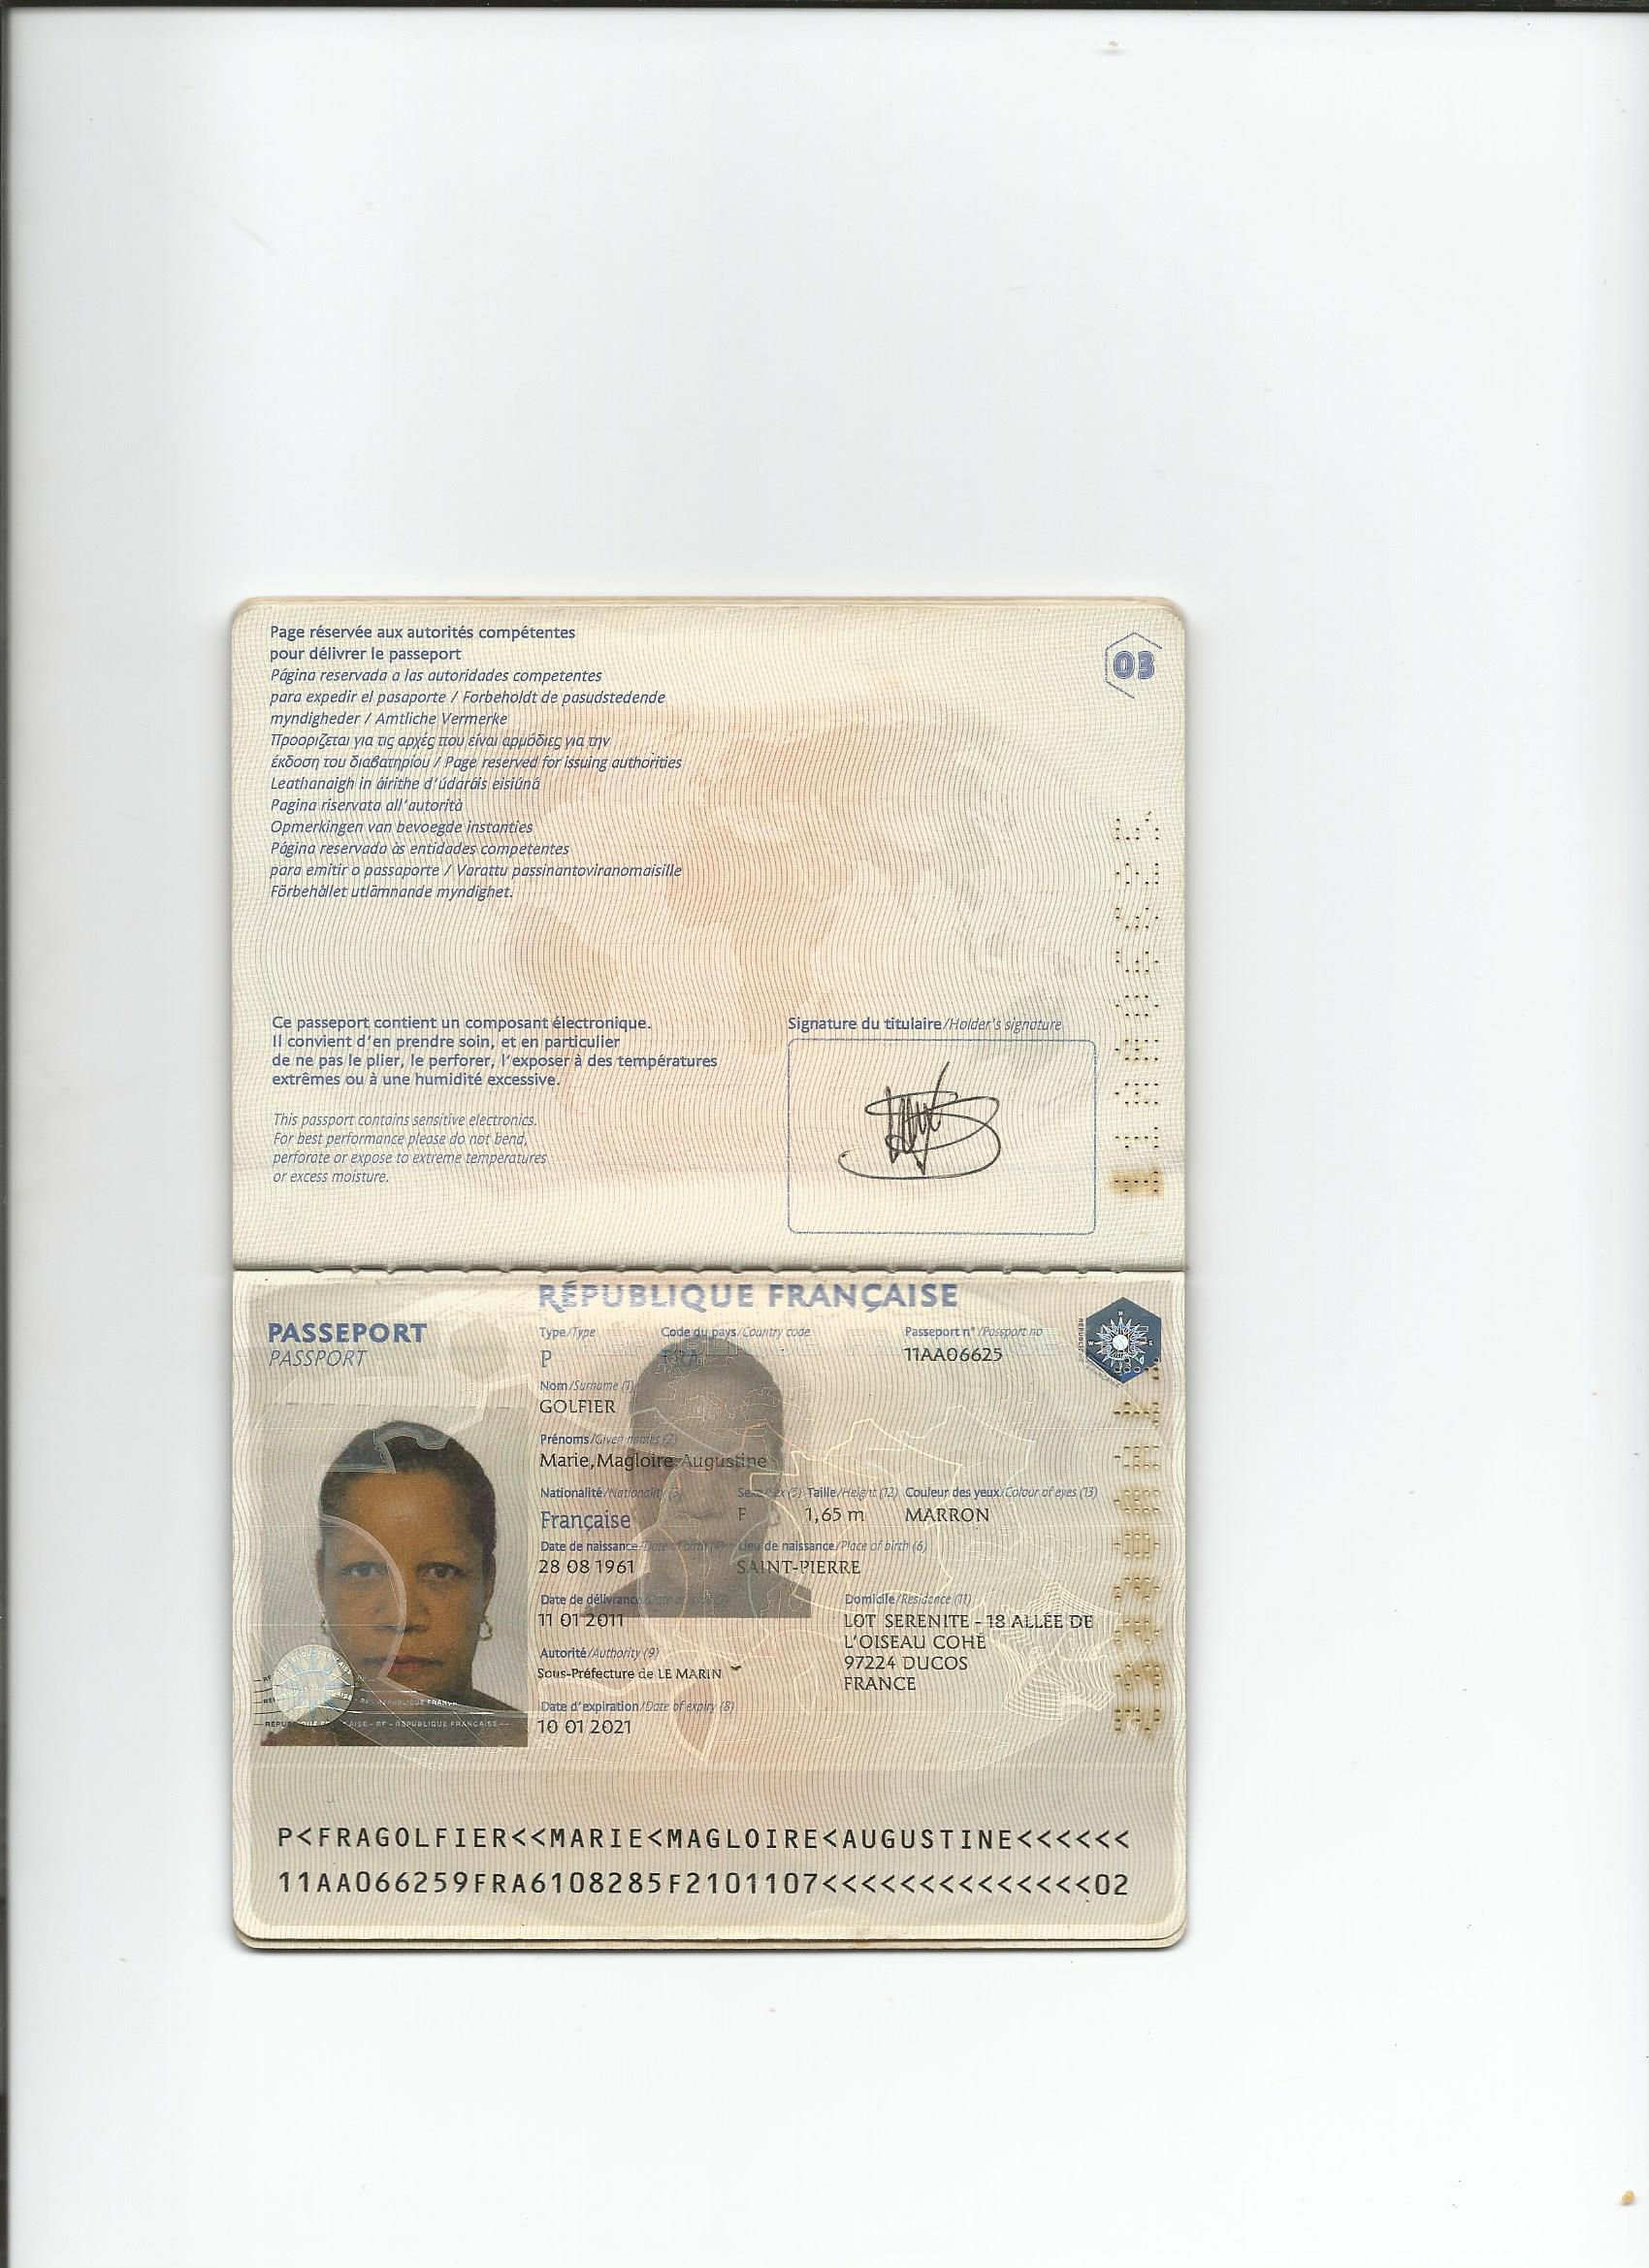 Page réservée aux autorités compétentes
pour délivrer le passeport
Página reservada a las autoridades competentes
para expedir el pasaporte / Forbeholdt de pasudstedende
myndigheder / Amtliche Vermerke
Προορίζεται για τις αρχές που είναι αρμόδιες για την
έκδοση του διαβατηρίου / Page reserved for issuing authorities
Leathanaigh in áirithe d'údaráis eisiúná
Pagina riservata all'autorità
Opmerkingen van bevoegde instanties
Página reservada às entidades competentes
para emitir o passaporte / Varattu passinantoviranomaisille
Förbehållet utlämnande myndighet.
03
Ce passeport contient un composant électronique.
Il convient d'en prendre soin, et en particulier
de ne pas le plier, le perforer, l'exposer à des températures
extrêmes ou à une humidité excessive.
This passport contains sensitive electronics.
For best performance please do not bend,
perforate or expose to extreme temperatures
or excess moisture.
Signature du titulaire/Holder's signature
RÉPUBLIQUE FRANÇAISE
PASSEPORT
PASSPORT
Type/Type Code du pays/Country code Passeport n°/Passport no
P FRA 11AA06625
Nom/Surname (1)
GOLFIER
Prénoms/Given names (2)
Marie,Magloire,Augustine
Nationalité/Nationality (3) Sexe/Sex (5) Taille/Height (12) Couleur des yeux/Colour of eyes (13)
Française F 1,65 m MARRON
Date de naissance/Date of birth (4) Lieu de naissance/Place of birth (6)
28 08 1961 SAINT-PIERRE
Date de délivrance/Date of issue (7) Domicile/Residence (11)
11 01 2011 LOT SERENITE - 18 ALLÉE DE
L'OISEAU COHÉ
97224 DUCOS
FRANCE
Autorité/Authority (9)
Sous-Préfecture de LE MARIN
Date d'expiration/Date of expiry (8)
10 01 2021
P<FRAGOLFIER<<MARIE<MAGLOIRE<AUGUSTINE<<<<<<
11AA066259FRA6108285F2101107<<<<<<<<<<<<<<02